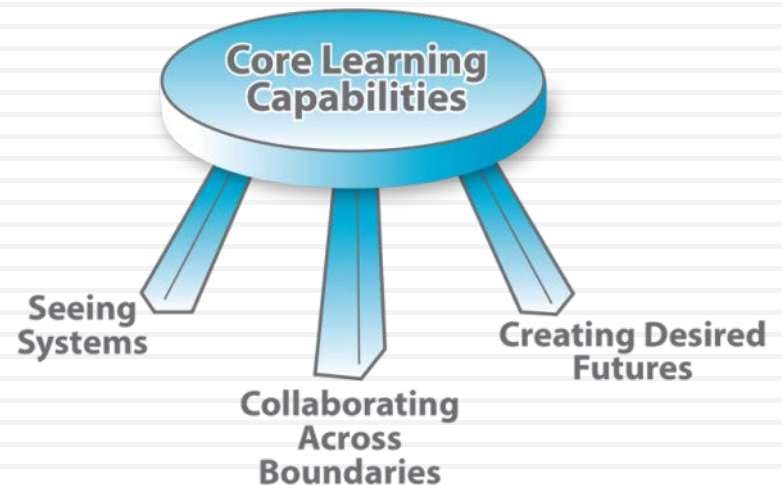 Core Learning
Capabilities
Seeing
Systems
Collaborating
Across
Boundaries
Creating Desired
Futures